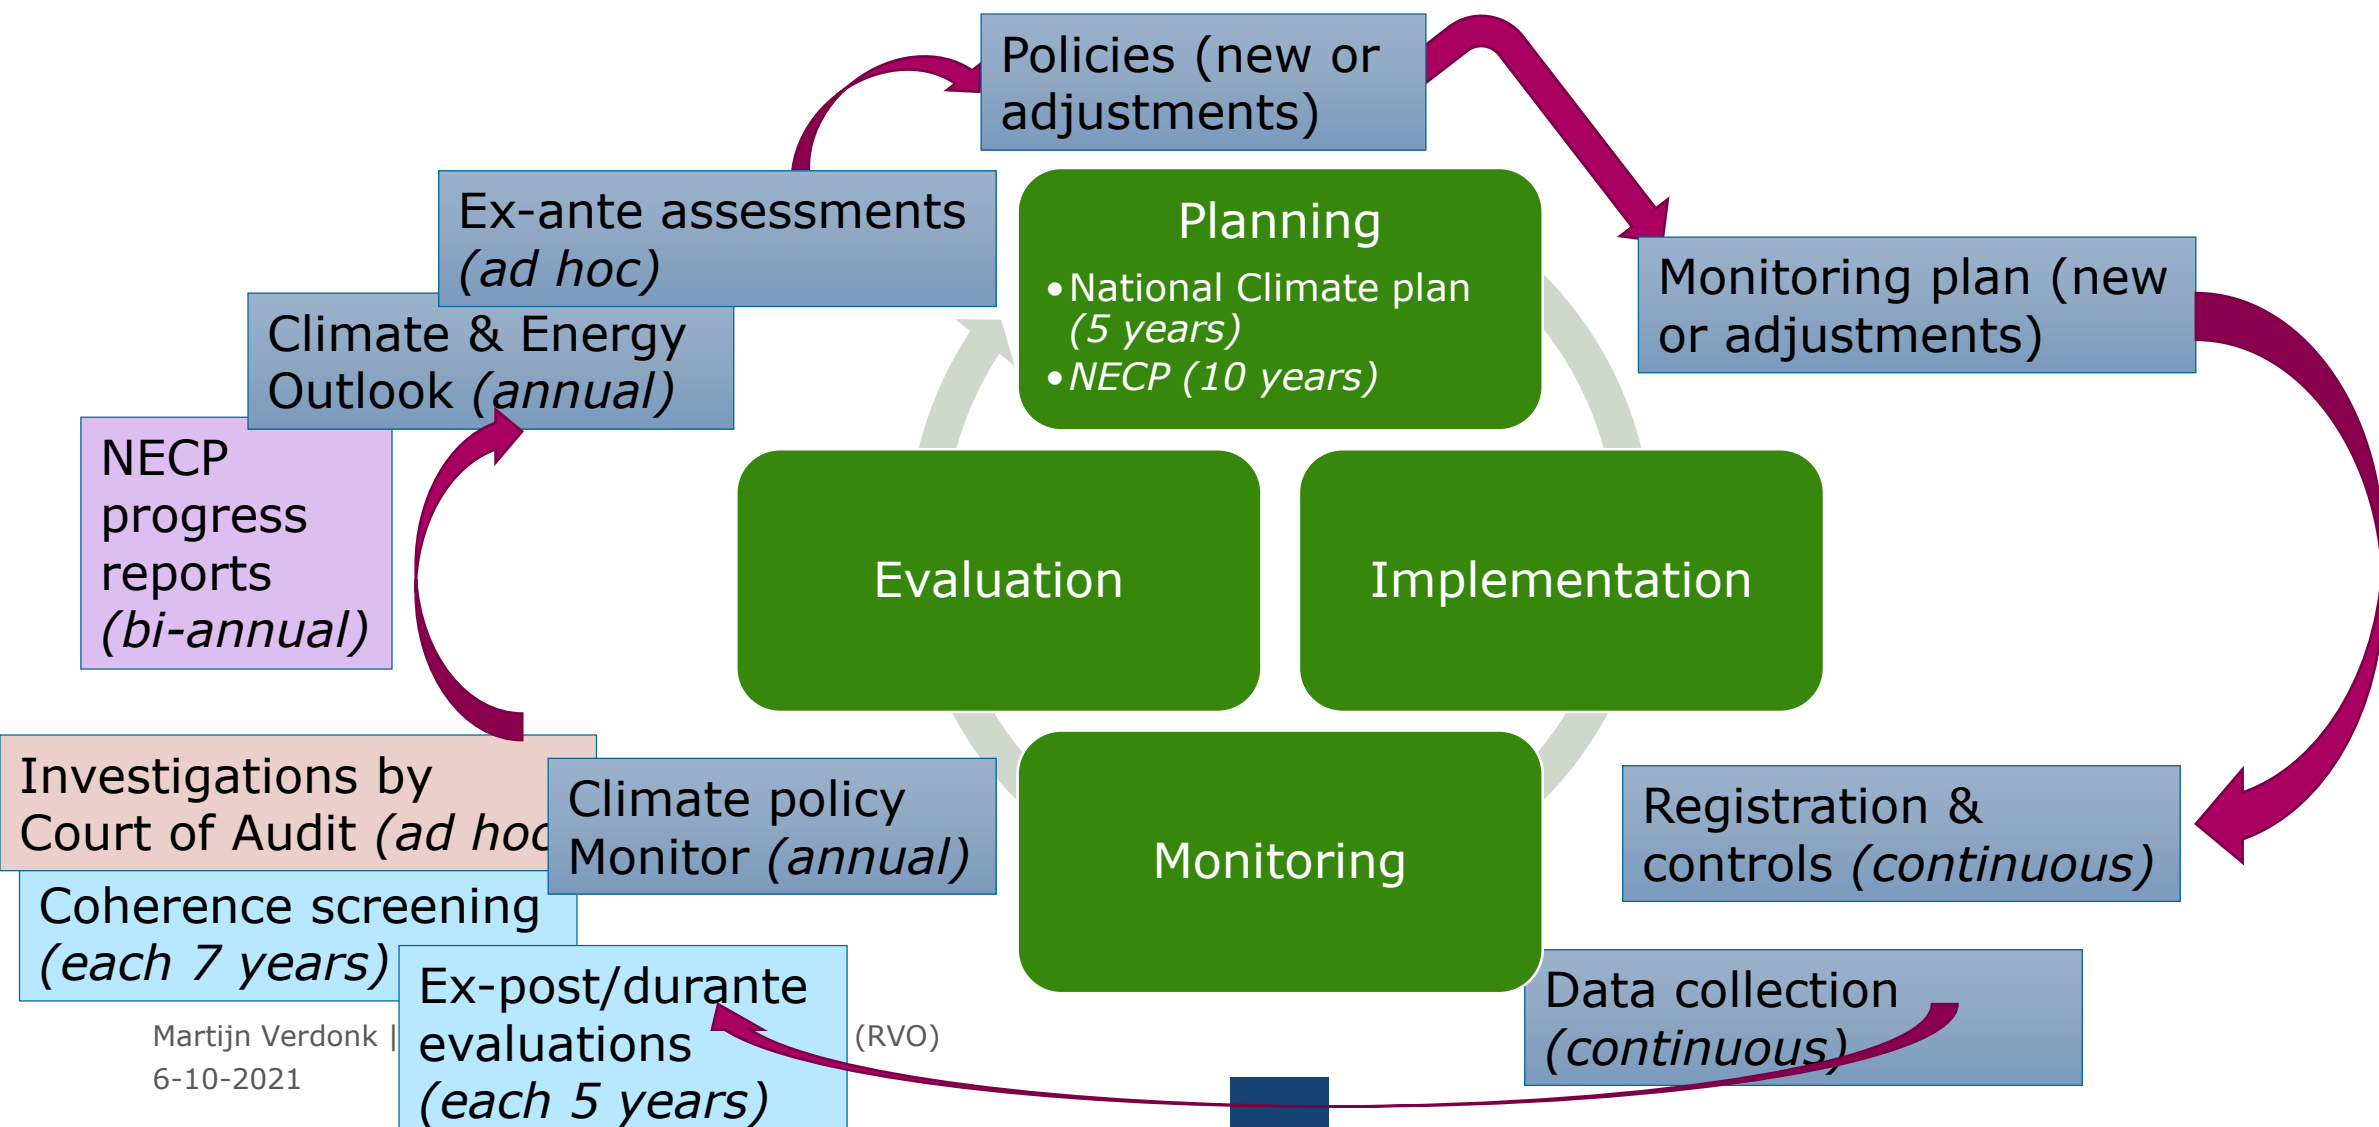 Policies (new or
adjustments)
Ex-ante assessments
(ad hoc)
Planning
•National Climate plan
(5 years)
•NECP (10 years)
Monitoring plan (new
or adjustments)
Climate & Energy
Outlook (annual)
NECP
progress
reports
(bi-annual)
Evaluation
Implementation
Investigations by
Court of Audit (ad hoc
Climate policy
Monitor (annual)
Monitoring
Registration &
controls (continuous)
Coherence screening
(each 7 years)
Ex-post/durante
evaluations
(each 5 years)
Data collection
(continuous)
Martijn Verdonk | (RVO)
6-10-2021